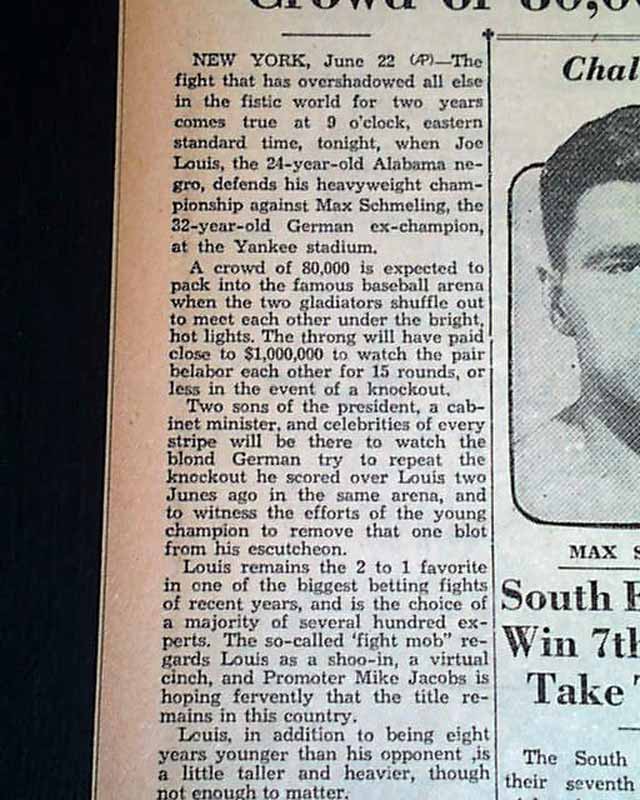 Crowd of 80,0
NEW YORK, June 22 (AP)—The
fight that has overshadowed all else
in the fistic world for two years
comes true at 9 o'clock, eastern
standard time, tonight, when Joe
Louis, the 24-year-old Alabama ne-
gro, defends his heavyweight cham-
pionship against Max Schmeling, the
32-year-old German ex-champion,
at the Yankee stadium.
A crowd of 80,000 is expected to
pack into the famous baseball arena
when the two gladiators shuffle out
to meet each other under the bright,
hot lights. The throng will have paid
close to $1,000,000 to watch the pair
belabor each other for 15 rounds, or
less in the event of a knockout.
Two sons of the president, a cab-
inet minister, and celebrities of every
stripe will be there to watch the
blond German try to repeat the
knockout he scored over Louis two
Junes ago in the same arena, and
to witness the efforts of the young
champion to remove that one blot
from his escutcheon.
Louis remains the 2 to 1 favorite
in one of the biggest betting fights
of recent years, and is the choice of
a majority of several hundred ex-
perts. The so-called 'fight mob" re-
gards Louis as a shoo-in, a virtual
cinch, and Promoter Mike Jacobs is
hoping fervently that the title re-
mains in this country.
Louis, in addition to being eight
years younger than his opponent ,is
a little taller and heavier, though
not enough to matter.
Chal
MAX S
South
Win 7th
Take
The South
their seventh